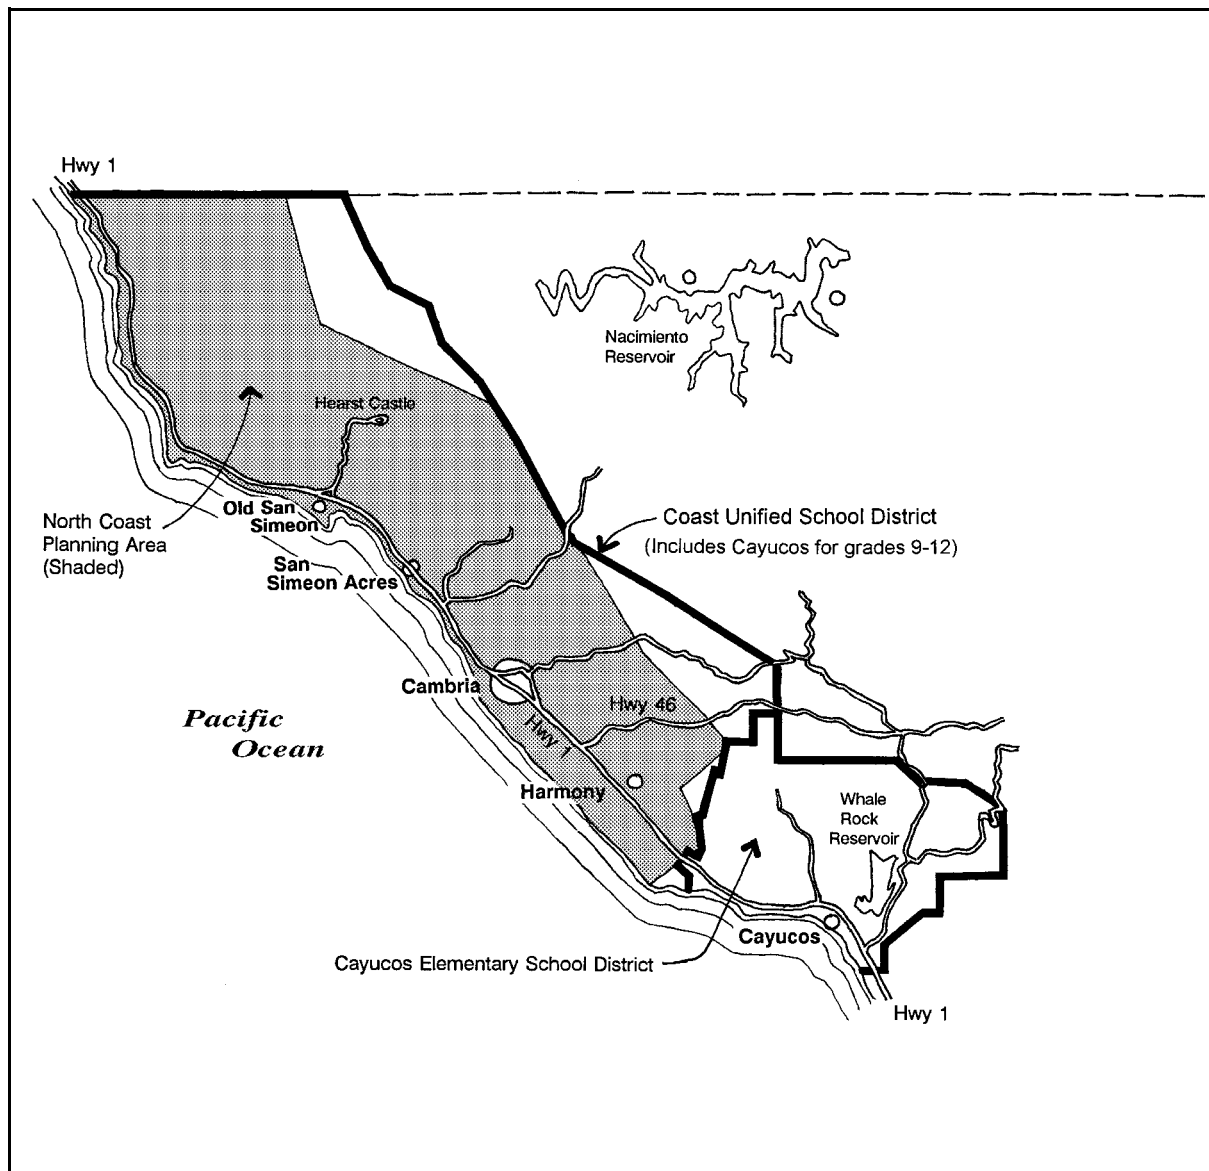 Hwy 1
Nacimiento
Reservoir
Hearst Castle
North Coast
Planning Area
(Shaded)
Old San
Simeon
Coast Unified School District
(Includes Cayucos for grades 9-12)
San
Simeon Acres
Cambria
Hwy 46
Hwy 1
Pacific
Ocean
Harmony
Whale
Rock
Reservoir
Cayucos
Cayucos Elementary School District
Hwy 1